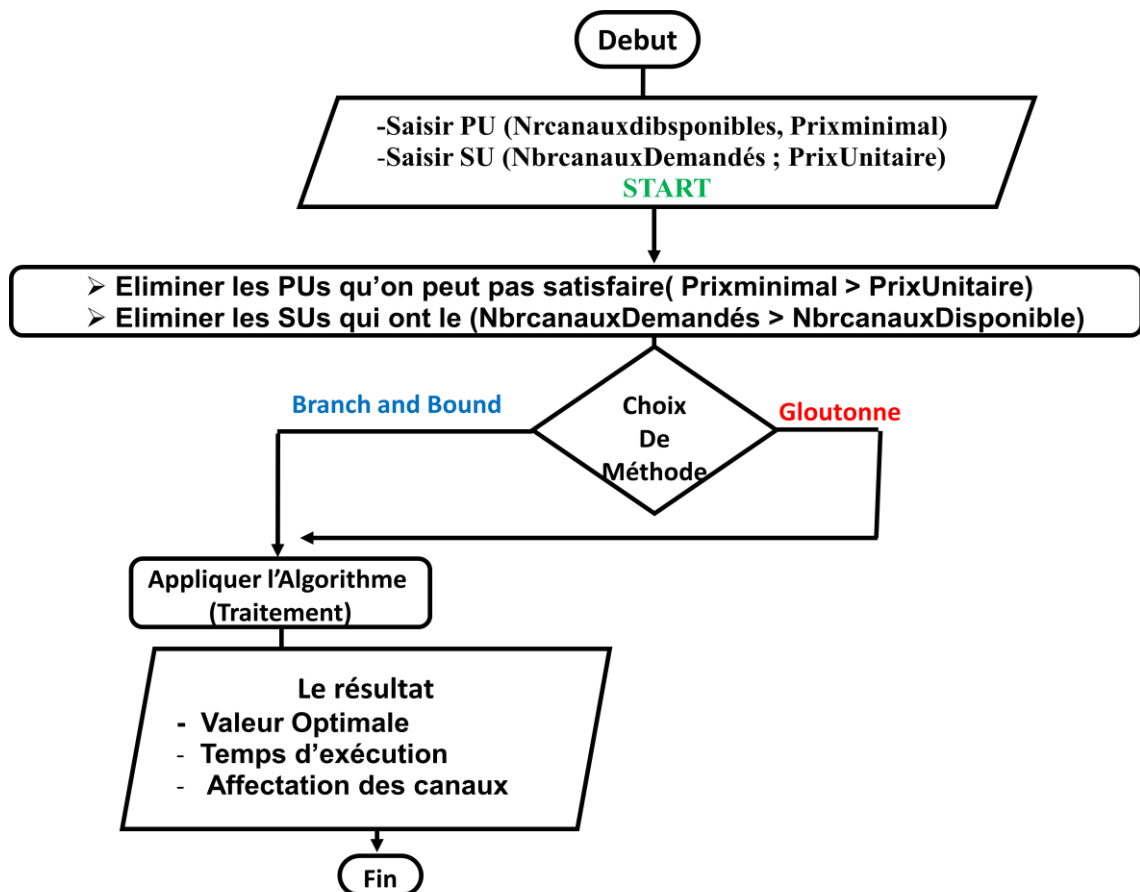 Debut
-Saisir PU (Nrcanauxdibsponibles, Prixminimal)
-Saisir SU (NbrcanauxDemandés ; PrixUnitaire)
START
➢ Eliminer les PUs qu’on peut pas satisfaire( Prixminimal > PrixUnitaire)
➢ Eliminer les SUs qui ont le (NbrcanauxDemandés > NbrcanauxDisponible)
Branch and Bound
Choix
De
Méthode
Gloutonne
Appliquer l’Algorithme
(Traitement)
Le résultat
- Valeur Optimale
- Temps d’exécution
- Affectation des canaux
Fin